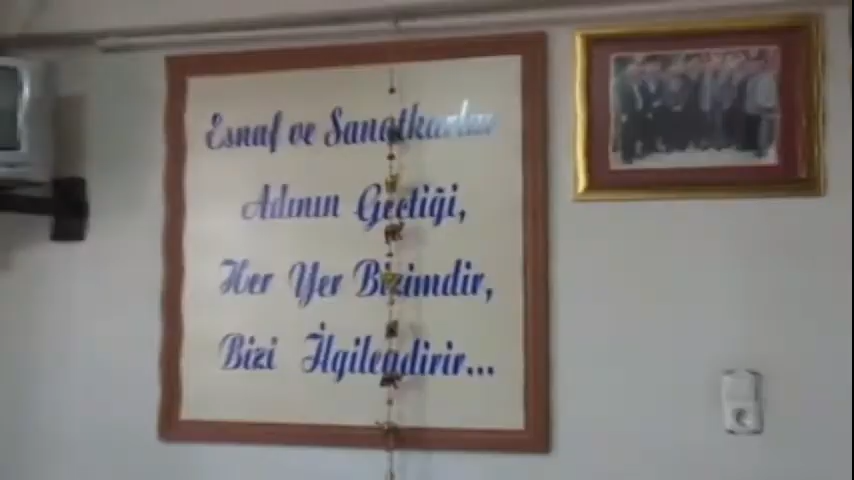 Esnaf ve Sanatkarlar
Adının Geçtiği,
Her Yer Bizimdir,
Bizi İlgilendirir...